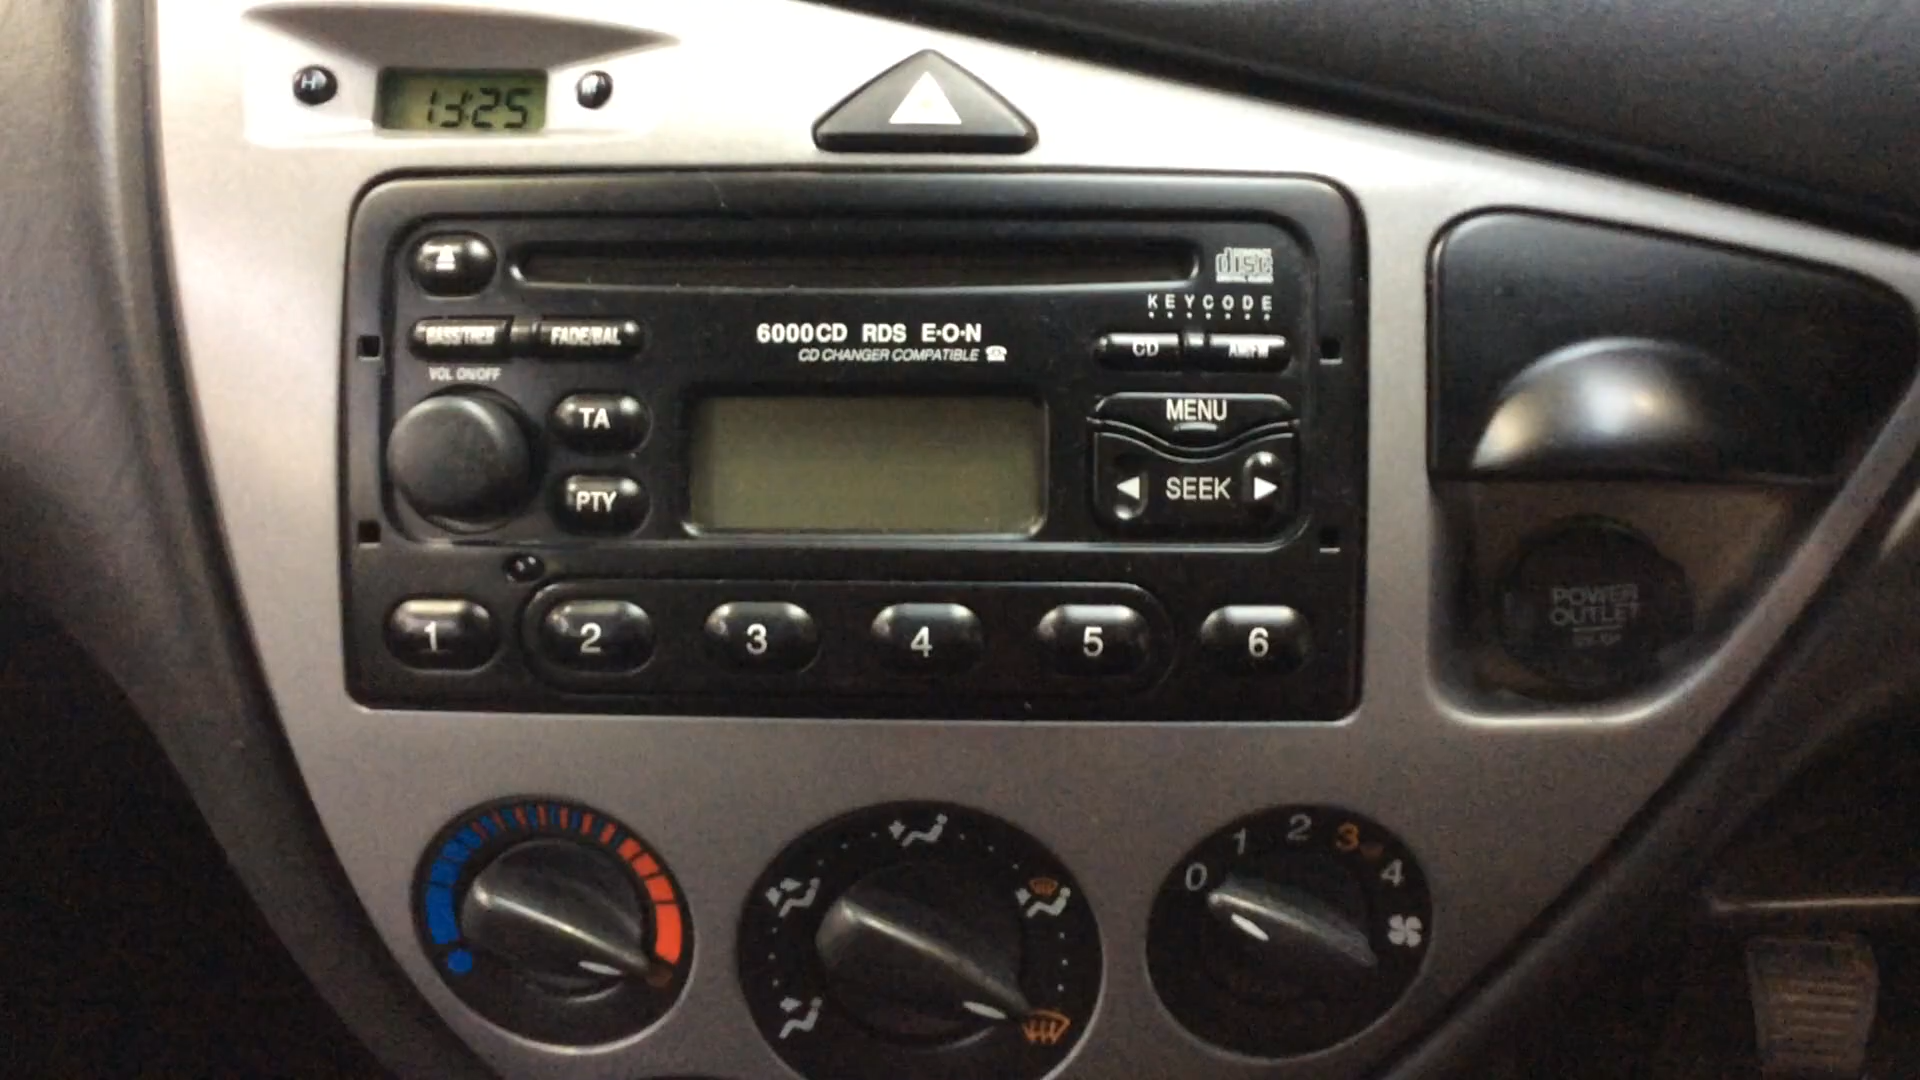 H
13:25
M
disc
KEYCODE
BASS/TREB
FADE/BAL
6000CD RDS E·O·N
CD CHANGER COMPATIBLE
CD
AM/FM
VOL ON/OFF
TA
MENU
PTY
SEEK
1 2 3 4 5 6
POWER
OUTLET
0 1 2 3 4